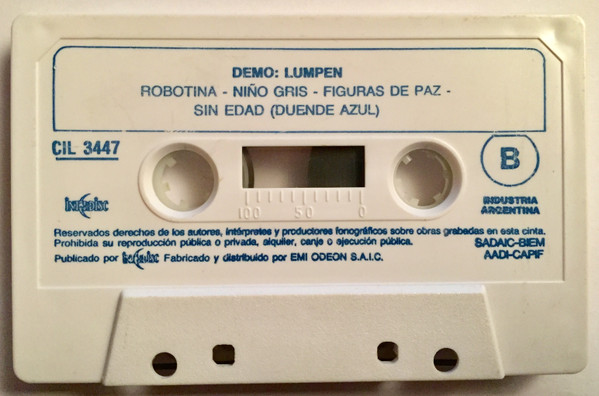 DEMO: LUMPEN
ROBOTINA - NIÑO GRIS - FIGURAS DE PAZ -
SIN EDAD (DUENDE AZUL)
CIL 3447
B
INDUSTRIA
ARGENTINA
100 50 0
Reservados derechos de los autores, intérpretes y productores fonográficos sobre obras grabadas en esta cinta.
Prohibida su reproducción pública o privada, alquiler, canje o ejecución pública.
SADAIC-BIEM
AADI-CAPIF
Publicado por Fabricado y distribuido por EMI ODEON S.A.I.C.